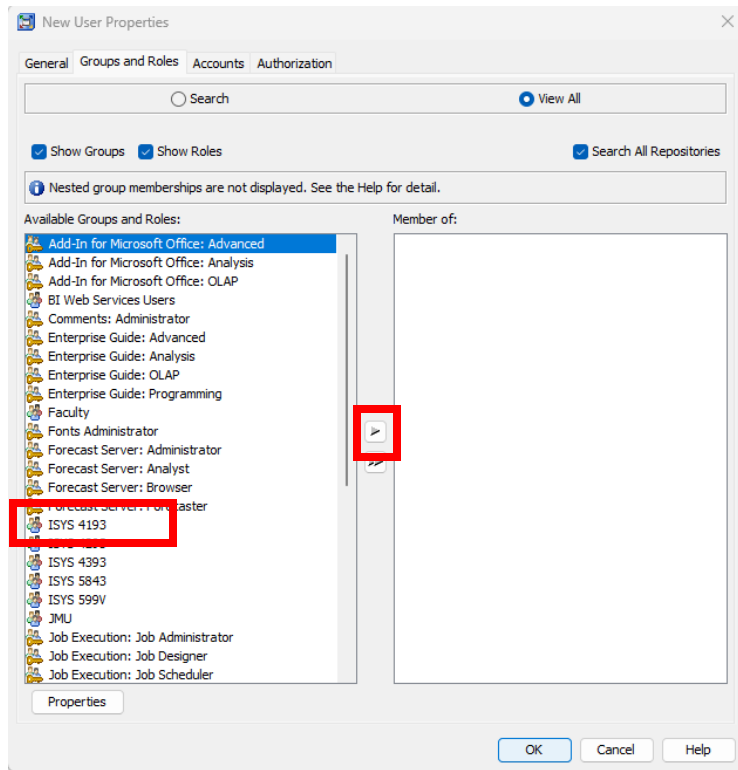 New User Properties
General Groups and Roles Accounts Authorization
Search View All
Show Groups Show Roles Search All Repositories
Nested group memberships are not displayed. See the Help for detail.
Available Groups and Roles: Member of:
Add-In for Microsoft Office: Advanced
Add-In for Microsoft Office: Analysis
Add-In for Microsoft Office: OLAP
BI Web Services Users
Comments: Administrator
Enterprise Guide: Advanced
Enterprise Guide: Analysis
Enterprise Guide: OLAP
Enterprise Guide: Programming
Faculty
Fonts Administrator
Forecast Server: Administrator
Forecast Server: Analyst
Forecast Server: Browser
Forecast Server: Forecaster
ISYS 4193
ISYS
ISYS 4393
ISYS 5843
ISYS 599V
JMU
Job Execution: Job Administrator
Job Execution: Job Designer
Job Execution: Job Scheduler
Properties
OK Cancel Help